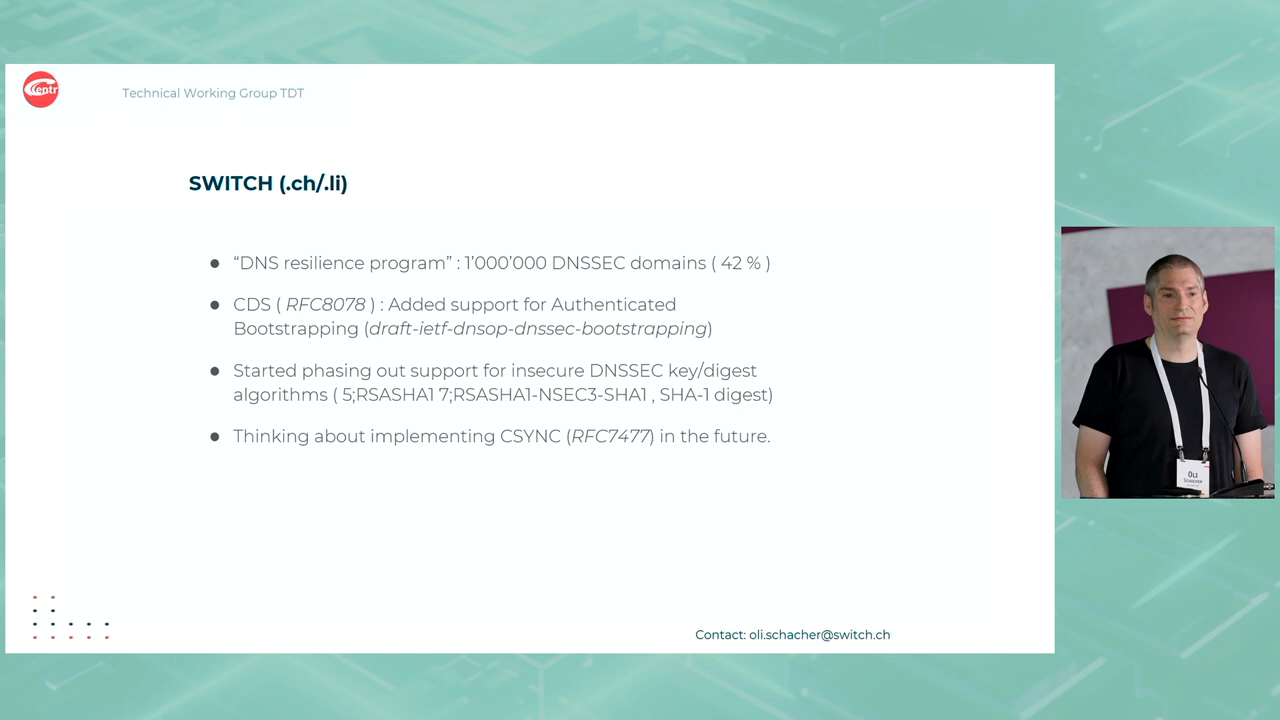 Centr
Technical Working Group TDT
SWITCH (.ch/.li)
“DNS resilience program” : 1’000’000 DNSSEC domains ( 42 % )
CDS ( RFC8078 ) : Added support for Authenticated
Bootstrapping (draft-ietf-dnsop-dnssec-bootstrapping)
Started phasing out support for insecure DNSSEC key/digest
algorithms ( 5;RSASHA1 7;RSASHA1-NSEC3-SHA1 , SHA-1 digest)
Thinking about implementing CSYNC (RFC7477) in the future.
Contact: oli.schacher@switch.ch
OLI
SCHACHER